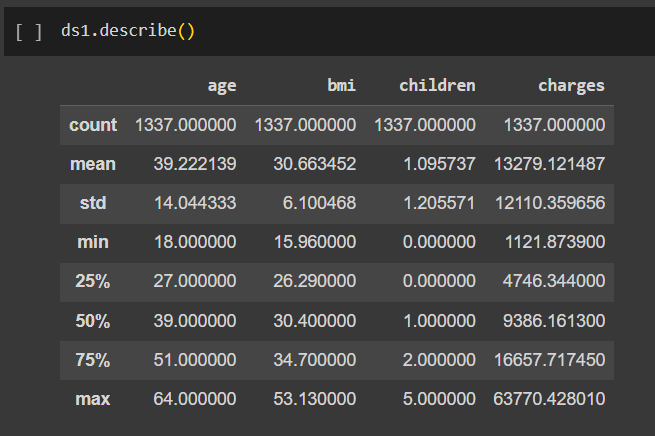 [ ] ds1.describe()
age bmi children charges
count 1337.000000 1337.000000 1337.000000 1337.000000
mean 39.222139 30.663452 1.095737 13279.121487
std 14.044333 6.100468 1.205571 12110.359656
min 18.000000 15.960000 0.000000 1121.873900
25% 27.000000 26.290000 0.000000 4746.344000
50% 39.000000 30.400000 1.000000 9386.161300
75% 51.000000 34.700000 2.000000 16657.717450
max 64.000000 53.130000 5.000000 63770.428010